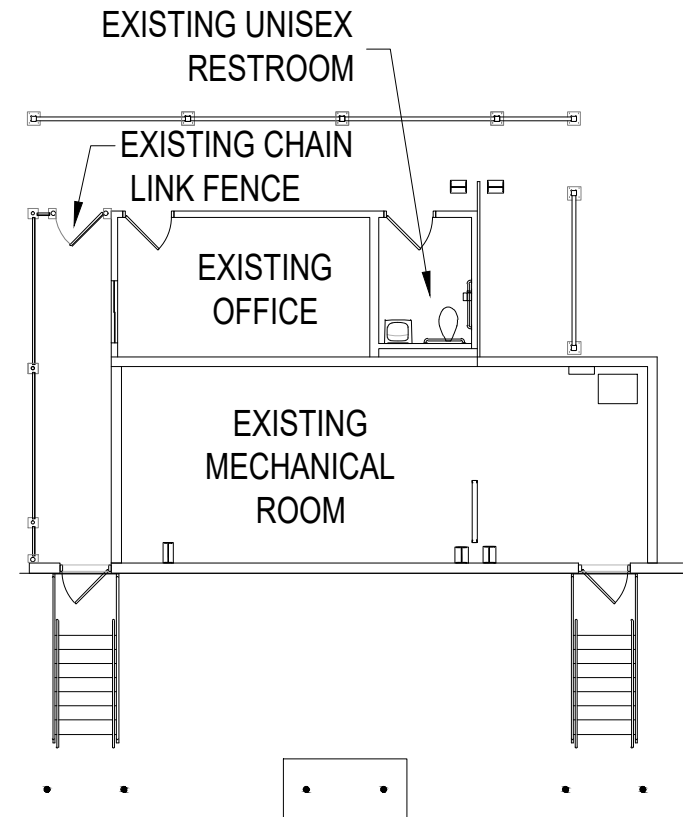 EXISTING UNISEX
RESTROOM
EXISTING CHAIN
LINK FENCE
EXISTING
OFFICE
EXISTING
MECHANICAL
ROOM